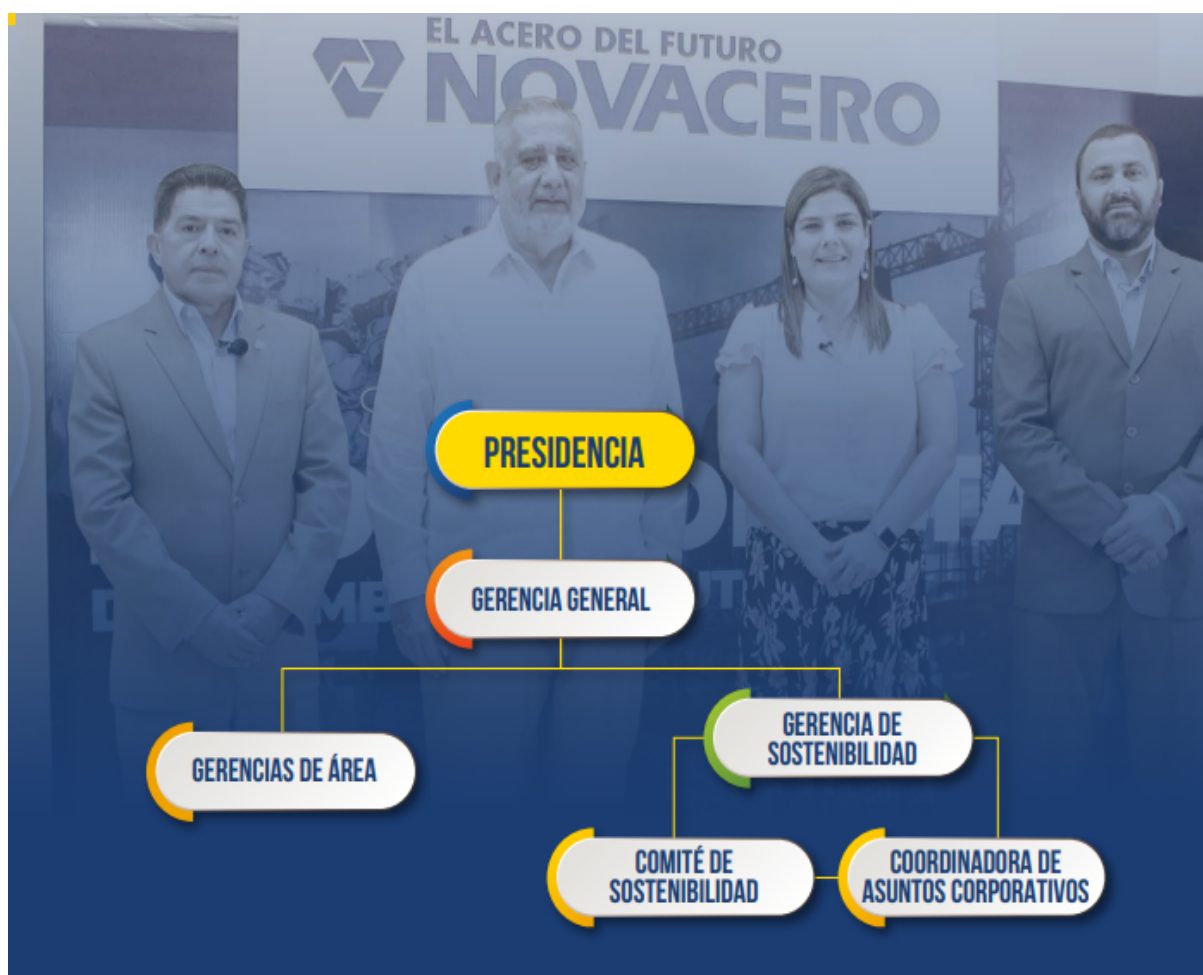 EL ACERO DEL FUTURO
NOVACERO
PRESIDENCIA
GERENCIA GENERAL
GERENCIAS DE ÁREA
GERENCIA DE
SOSTENIBILIDAD
COMITÉ DE
SOSTENIBILIDAD
COORDINADORA DE
ASUNTOS CORPORATIVOS